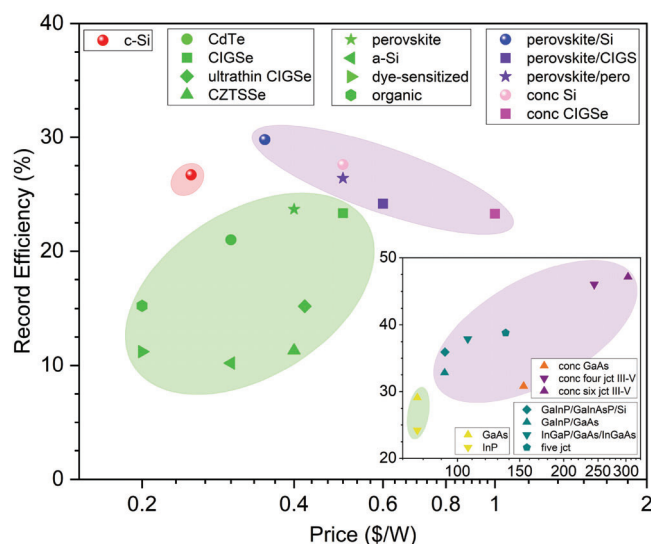 40
30
20
10
0
Record Efficiency (%)
c-Si
CdTe
CIGSe
ultrathin CIGSe
CZTSSe
perovskite
a-Si
dye-sensitized
organic
perovskite/Si
perovskite/CIGS
perovskite/pero
conc Si
conc CIGSe
50
40
30
20
conc GaAs
conc four jct III-V
conc six jct III-V
GaAs
InP
GaInP/GaInAsP/Si
GaInP/GaAs
InGaP/GaAs/InGaAs
five jct
100 150 200 250 300
0.2 0.4 0.6 0.8 1 2
Price ($/W)